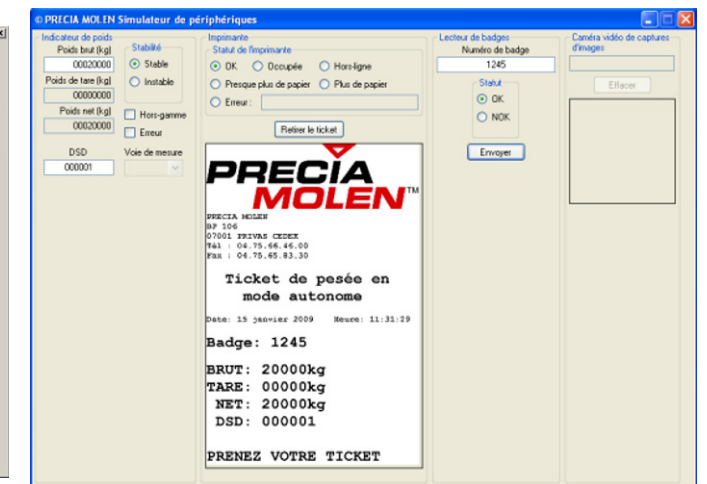 © PRECIA MOLEN Simulateur de périphériques
Indicateur de poids
Poids brut (kg)
00020000
Poids de tare (kg)
00000000
Poids net (kg)
00020000
DSD
000001
Stabilité
Stable
Instable
Hors-gamme
Erreur
Voie de mesure
Imprimante
Statut de l'imprimante
OK
Occupée
Hors-ligne
Presque plus de papier
Plus de papier
Erreur :
Retirer le ticket
PRECIA
MOLEN™
PRECIA MOLEN
BP 106
07001 PRIVAS CEDEX
Tél : 04.75.66.46.00
Fax : 04.75.65.83.30
Ticket de pesée en
mode autonome
Date: 15 janvier 2009 Heure: 11:31:29
Badge: 1245
BRUT: 20000kg
TARE: 00000kg
NET: 20000kg
DSD: 000001
PRENEZ VOTRE TICKET
Lecteur de badges
Numéro de badge
1245
Statut
OK
NOK
Envoyer
Caméra vidéo de captures
d'images
Effacer